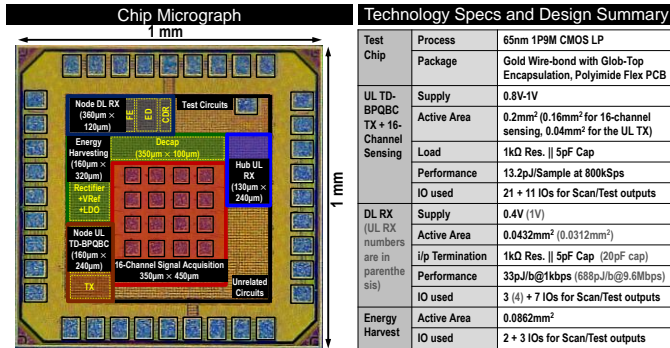 Chip Micrograph
1 mm
1 mm
Node DL RX
(360µm ×
120µm)
FE
ED
CDR
Test Circuits
Energy
Harvesting
(160µm ×
320µm)
Rectifier
+VRef
+LDO
Decap
(350µm × 100µm)
Hub UL
RX
(130µm ×
240µm)
Node UL
TD-BPQBC
(160µm ×
240µm)
TX
16-Channel Signal Acquisition
350µm × 450µm
Unrelated
Circuits
Technology Specs and Design Summary
Test
Chip
Process
65nm 1P9M CMOS LP
Package
Gold Wire-bond with Glob-Top
Encapsulation, Polyimide Flex PCB
UL TD-
BPQBC
TX + 16-
Channel
Sensing
Supply
0.8V-1V
Active Area
0.2mm² (0.16mm² for 16-channel
sensing, 0.04mm² for the UL TX)
Load
1kΩ Res. || 5pF Cap
Performance
13.2pJ/Sample at 800kSps
IO used
21 + 11 IOs for Scan/Test outputs
DL RX
(UL RX
numbers
are in
parenthe
sis)
Supply
0.4V (1V)
Active Area
0.0432mm² (0.0312mm²)
i/p Termination
1kΩ Res. || 5pF Cap (20pF cap)
Performance
33pJ/b@1kbps (688pJ/b@9.6Mbps)
IO used
3 (4) + 7 IOs for Scan/Test outputs
Energy
Harvest
Active Area
0.0862mm²
IO used
2 + 3 IOs for Scan/Test outputs